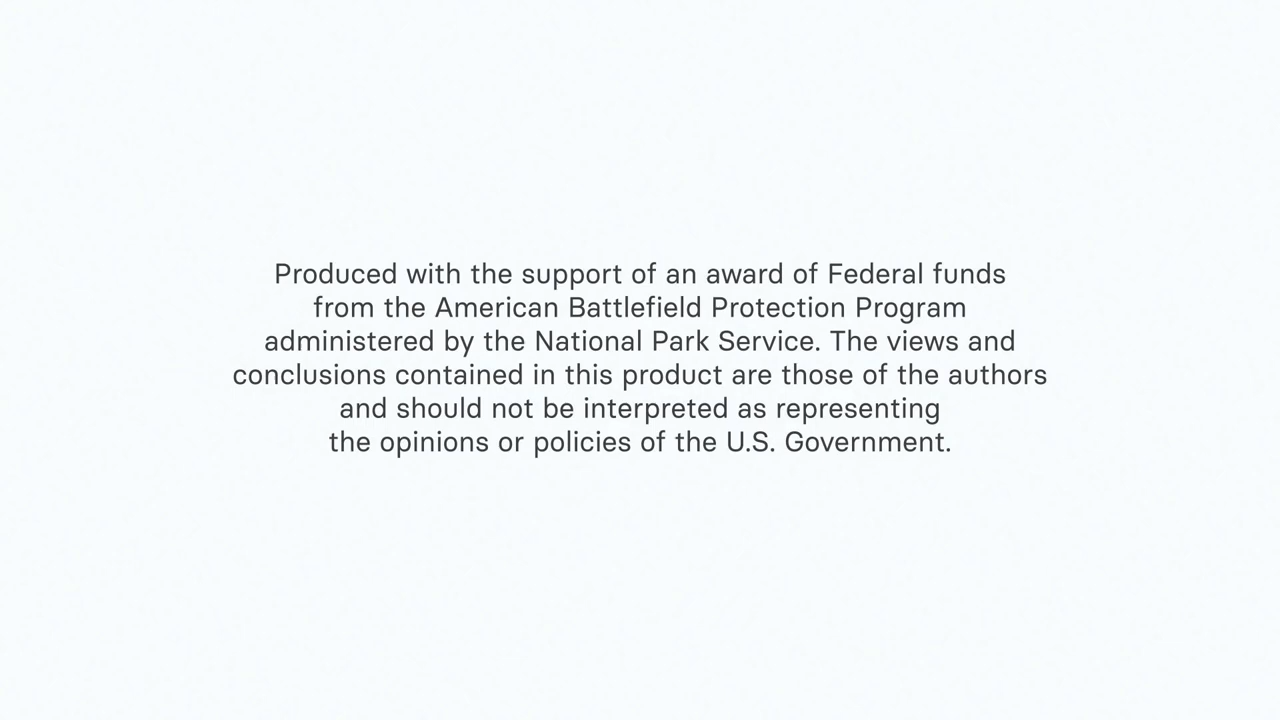 Produced with the support of an award of Federal funds
from the American Battlefield Protection Program
administered by the National Park Service. The views and
conclusions contained in this product are those of the authors
and should not be interpreted as representing
the opinions or policies of the U.S. Government.